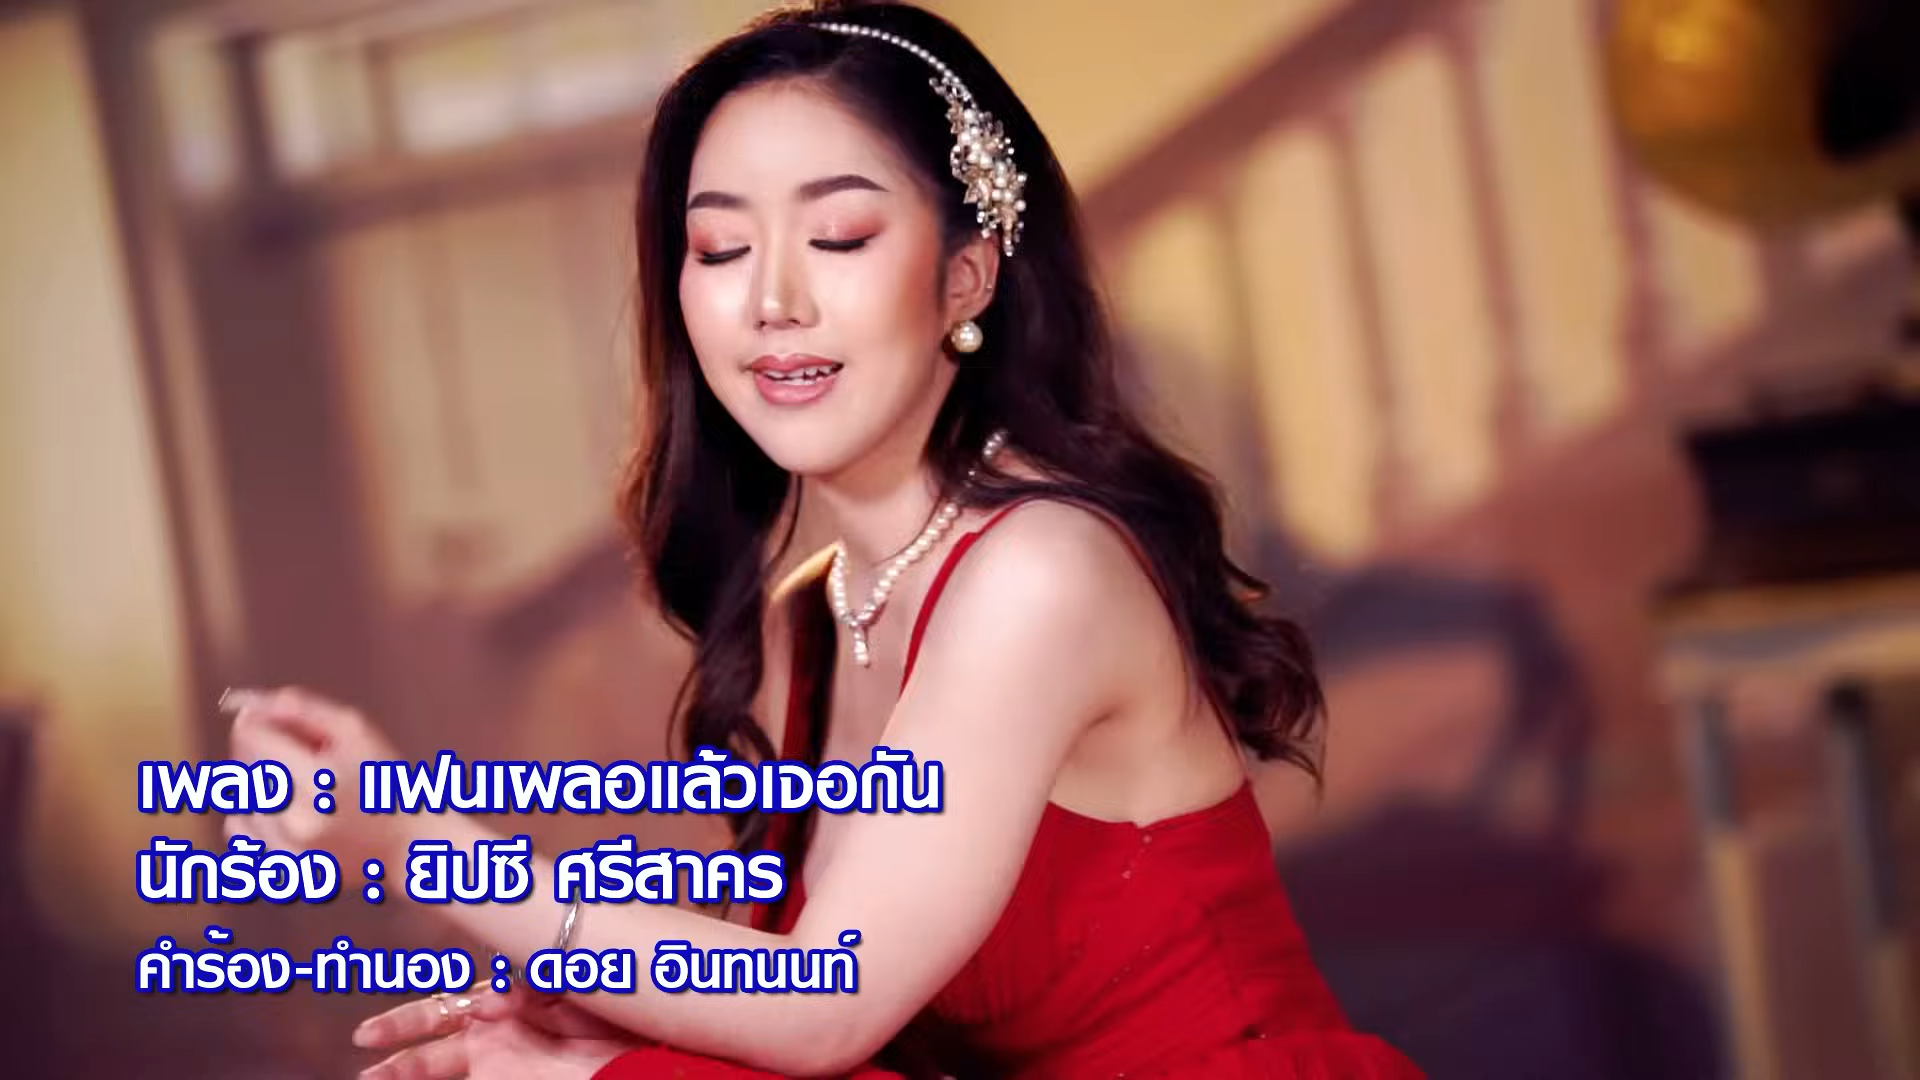 เพลง : แฟนเผลอแล้วเจอกัน
นักร้อง : ยิปซี ศรีสาคร
คำร้อง-ทำนอง : ดอย อินทนนท์